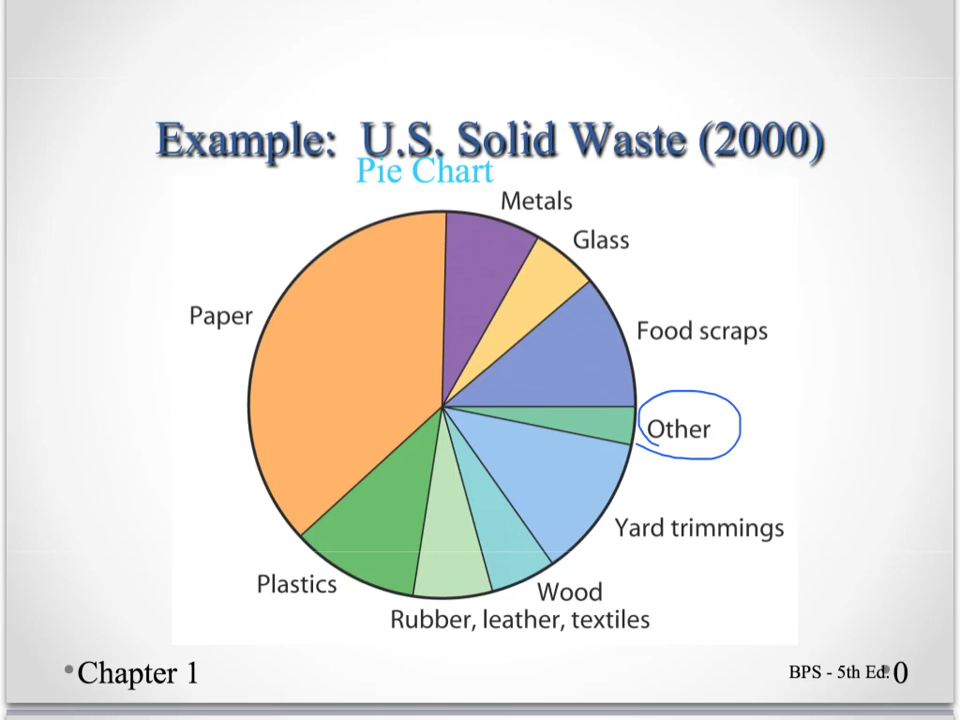 Example: U.S. Solid Waste (2000)
Pie Chart
Metals
Glass
Paper
Food scraps
Other
Yard trimmings
Plastics
Wood
Rubber, leather, textiles
•Chapter 1
BPS - 5th Ed.
•0